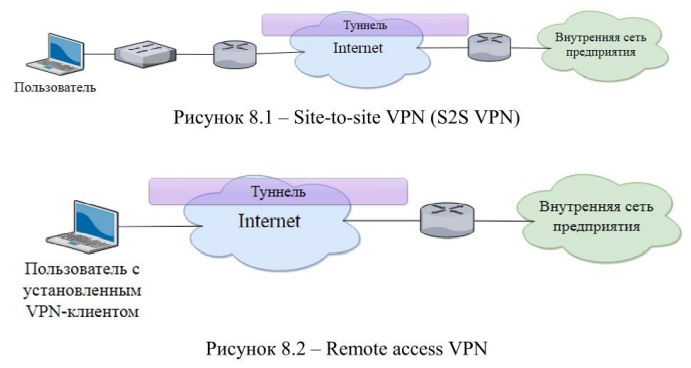 Туннель
Internet
Внутренняя сеть
предприятия
Пользователь
Рисунок 8.1 – Site-to-site VPN (S2S VPN)
Туннель
Internet
Внутренняя сеть
предприятия
Пользователь с
установленным
VPN-клиентом
Рисунок 8.2 – Remote access VPN